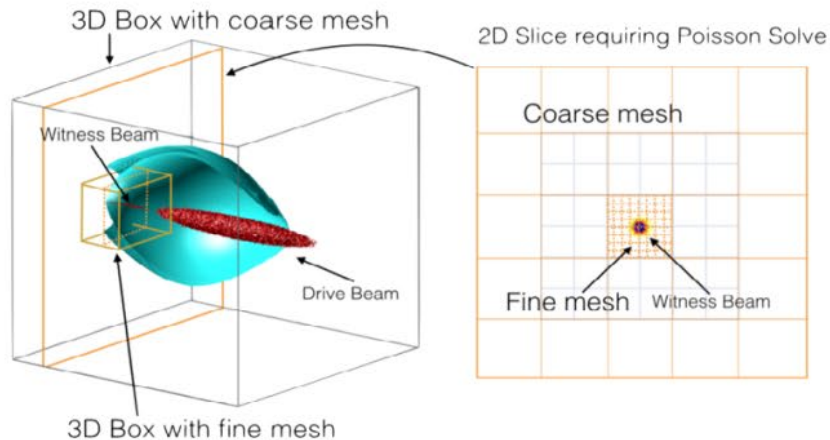 3D Box with coarse mesh
Witness Beam
Drive Beam
3D Box with fine mesh
2D Slice requiring Poisson Solve
Coarse mesh
Fine mesh
Witness Beam